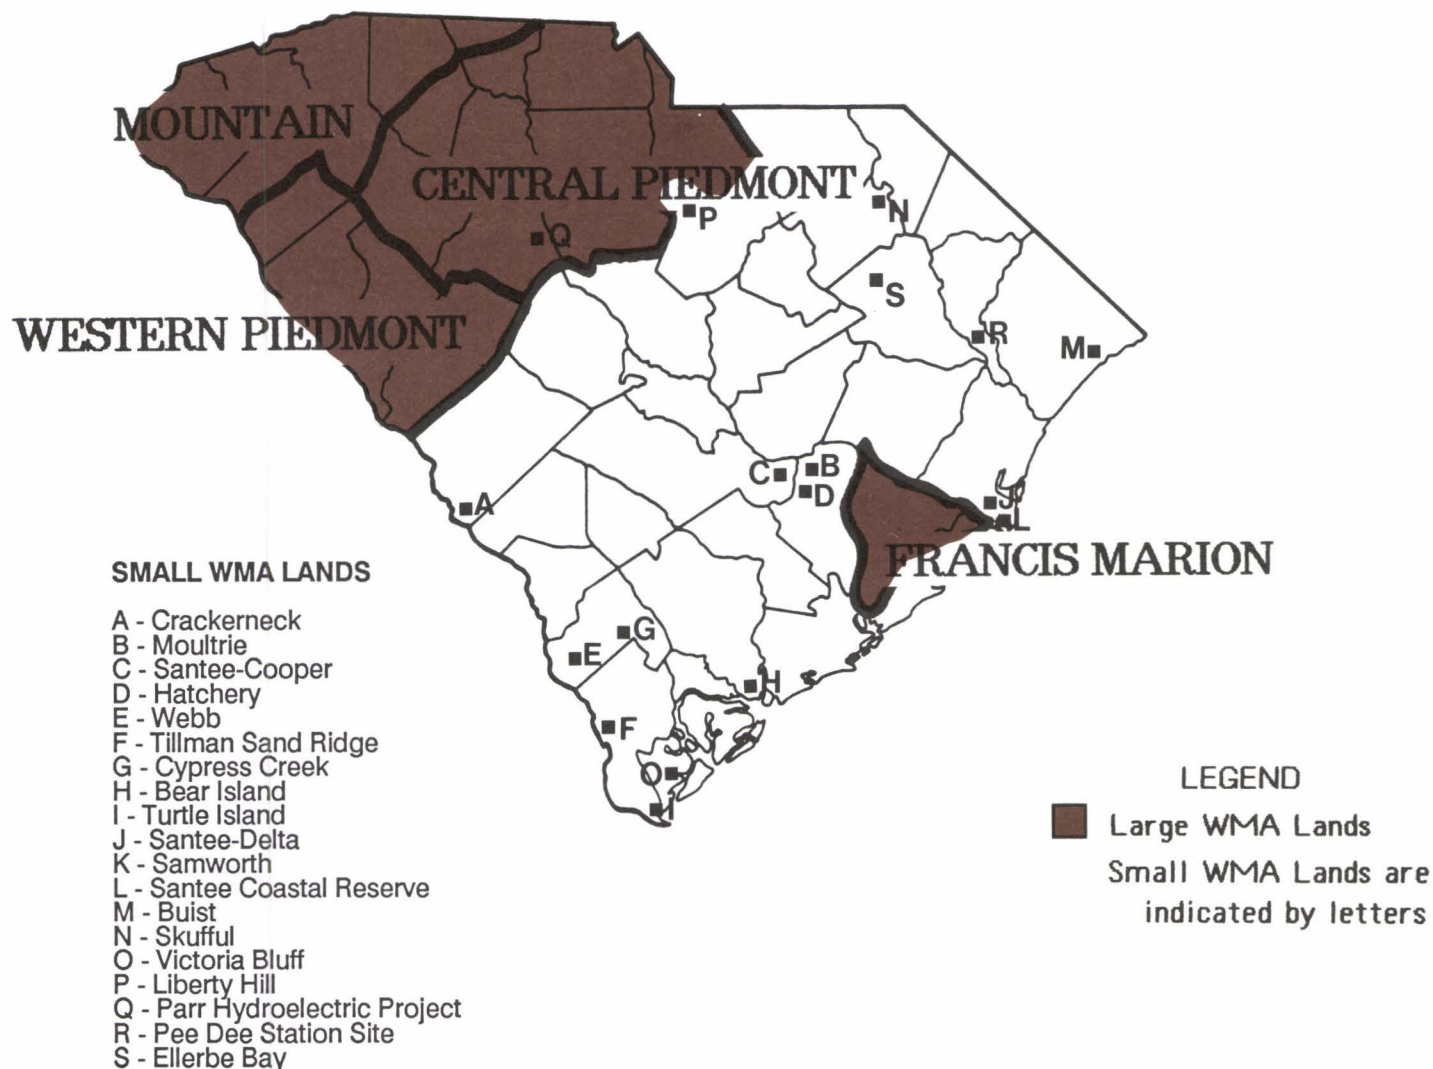 MOUNTAIN
CENTRAL PIEDMONT
P
N
Q
S
WESTERN PIEDMONT
R
M
B
C
D
A
J
L
FRANCIS MARION
SMALL WMA LANDS
A - Crackerneck
B - Moultrie
C - Santee-Cooper
D - Hatchery
E - Webb
F - Tillman Sand Ridge
G - Cypress Creek
H - Bear Island
I - Turtle Island
J - Santee-Delta
K - Samworth
L - Santee Coastal Reserve
M - Buist
N - Skufful
O - Victoria Bluff
P - Liberty Hill
Q - Parr Hydroelectric Project
R - Pee Dee Station Site
S - Ellerbe Bay
G
E
H
F
O
I
LEGEND
Large WMA Lands
Small WMA Lands are
indicated by letters